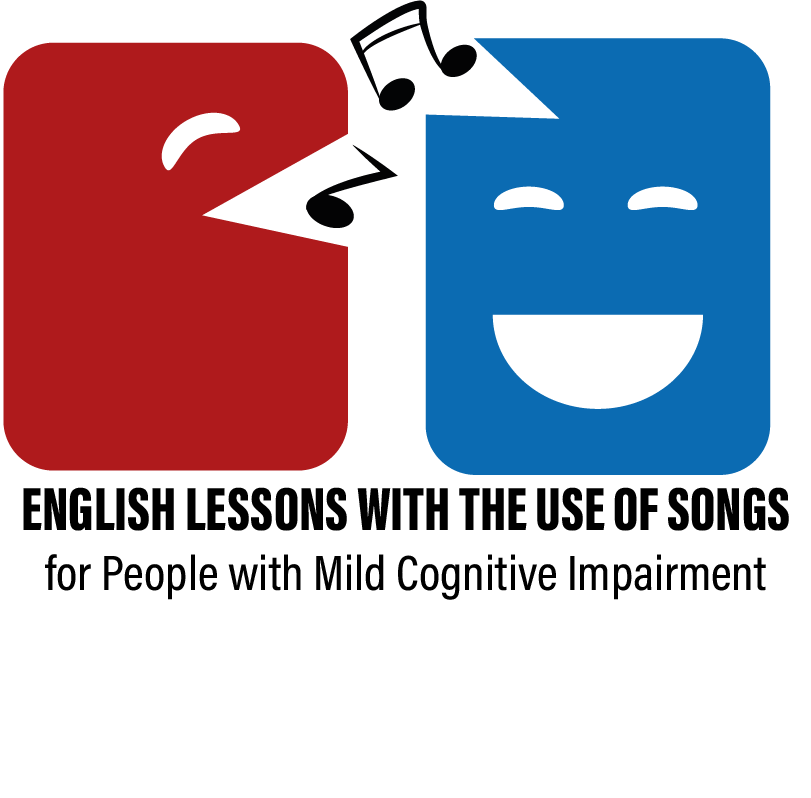 ENGLISH LESSONS WITH THE USE OF SONGS
for People with Mild Cognitive Impairment